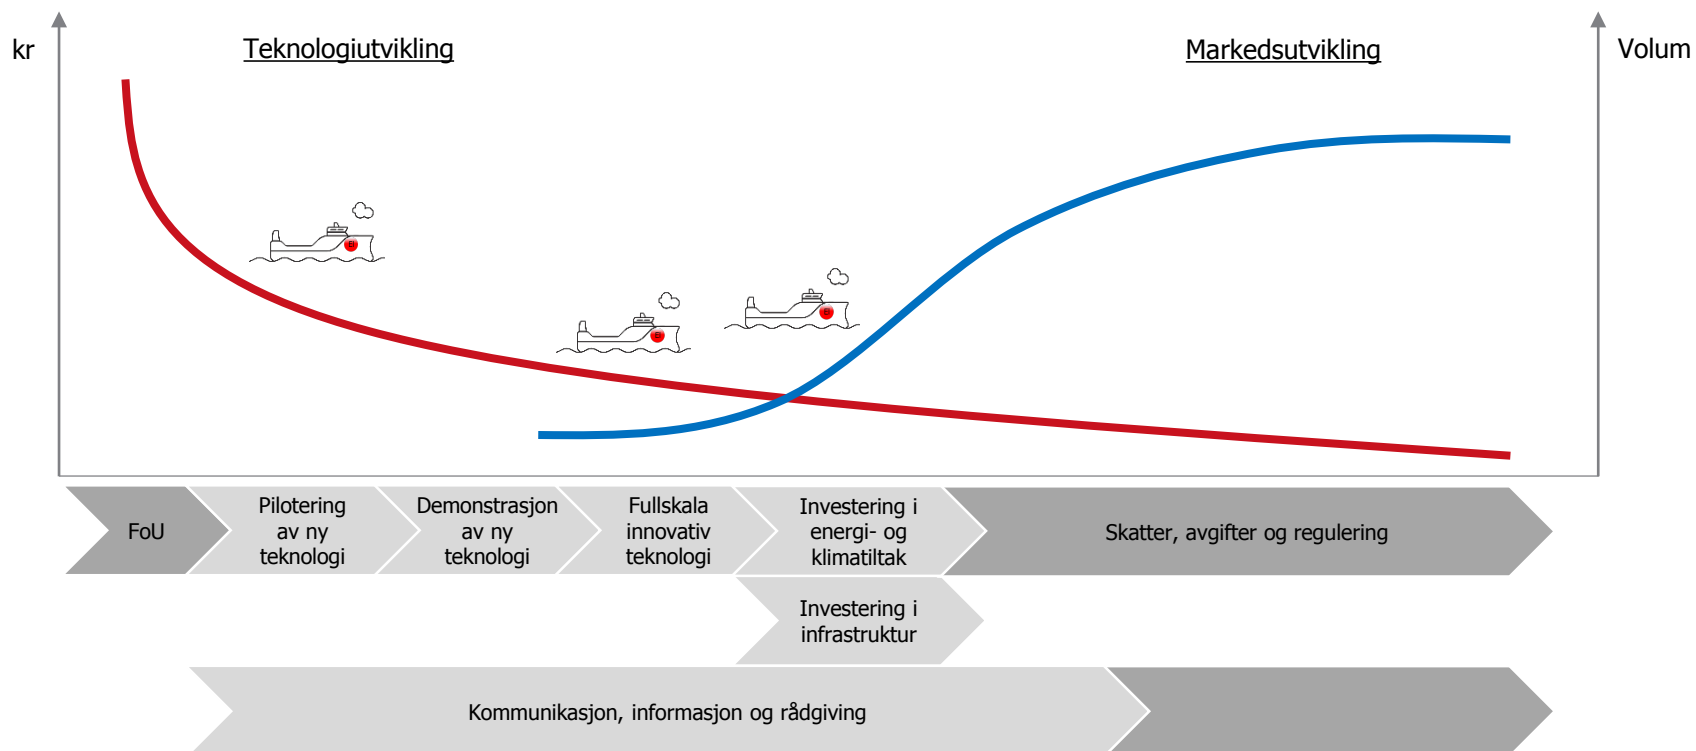 kr
Teknologiutvikling
Markedsutvikling
Volum
FoU
Pilotering
av ny
teknologi
Demonstrasjon
av ny
teknologi
Fullskala
innovativ
teknologi
Investering i
energi- og
klimatiltak
Skatter, avgifter og regulering
Investering i
infrastruktur
Kommunikasjon, informasjon og rådgiving